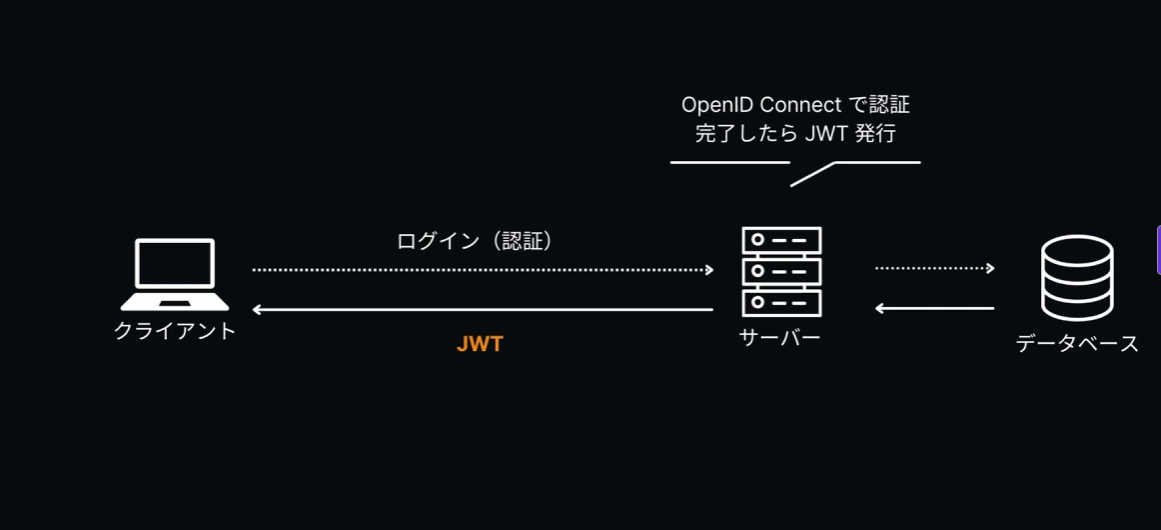 OpenID Connect で認証
完了したら JWT 発行
ログイン（認証）
クライアント
JWT
サーバー
データベース